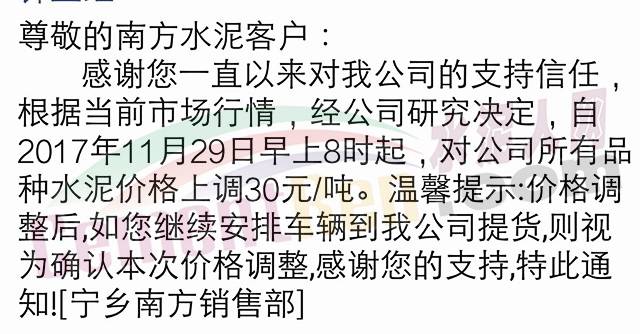 尊敬的南方水泥客户：
感谢您一直以来对我公司的支持信任，
根据当前市场行情，经公司研究决定，自
2017年11月29日早上8时起，对公司所有品
种水泥价格上调30元/吨。温馨提示:价格调
整后,如您继续安排车辆到我公司提货,则视
为确认本次价格调整,感谢您的支持,特此通
知![宁乡南方销售部]
水泥人网
CementRen.com